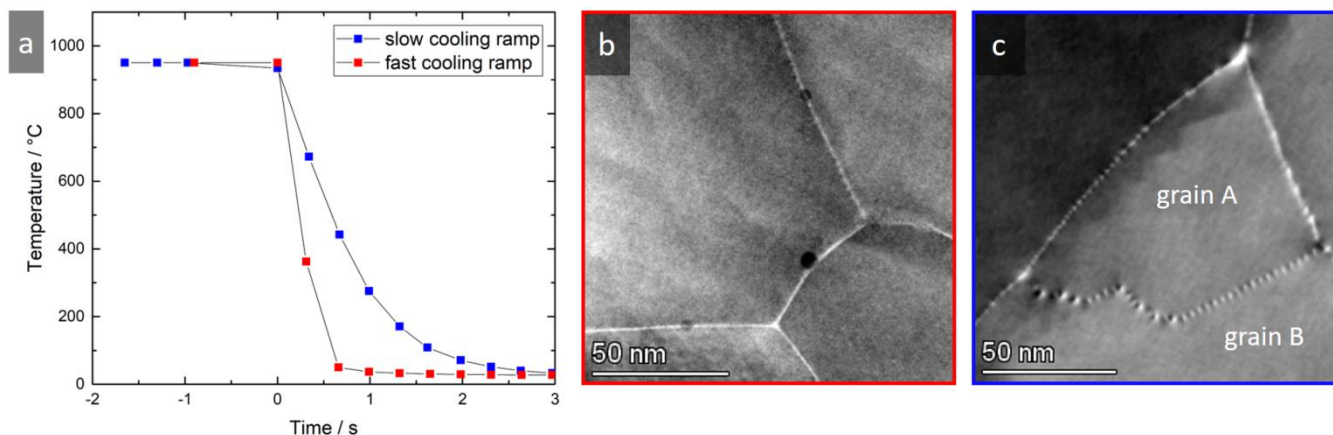 a
1000
800
600
400
200
0
Temperature / °C
-2
-1
0
1
2
3
Time / s
slow cooling ramp
fast cooling ramp
b
50 nm
c
grain A
grain B
50 nm